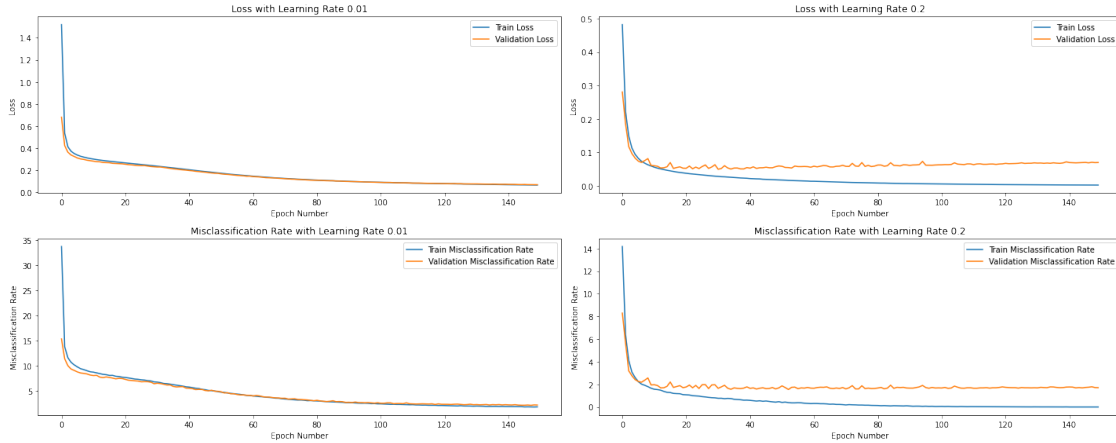 Loss with Learning Rate 0.01
Train Loss
Validation Loss
Loss
1.4
1.2
1.0
0.8
0.6
0.4
0.2
0.0
0 20 40 60 80 100 120 140
Epoch Number
Loss with Learning Rate 0.2
Train Loss
Validation Loss
Loss
0.5
0.4
0.3
0.2
0.1
0.0
0 20 40 60 80 100 120 140
Epoch Number
Misclassification Rate with Learning Rate 0.01
Train Misclassification Rate
Validation Misclassification Rate
Misclassification Rate
35
30
25
20
15
10
5
0 20 40 60 80 100 120 140
Epoch Number
Misclassification Rate with Learning Rate 0.2
Train Misclassification Rate
Validation Misclassification Rate
Misclassification Rate
14
12
10
8
6
4
2
0
0 20 40 60 80 100 120 140
Epoch Number